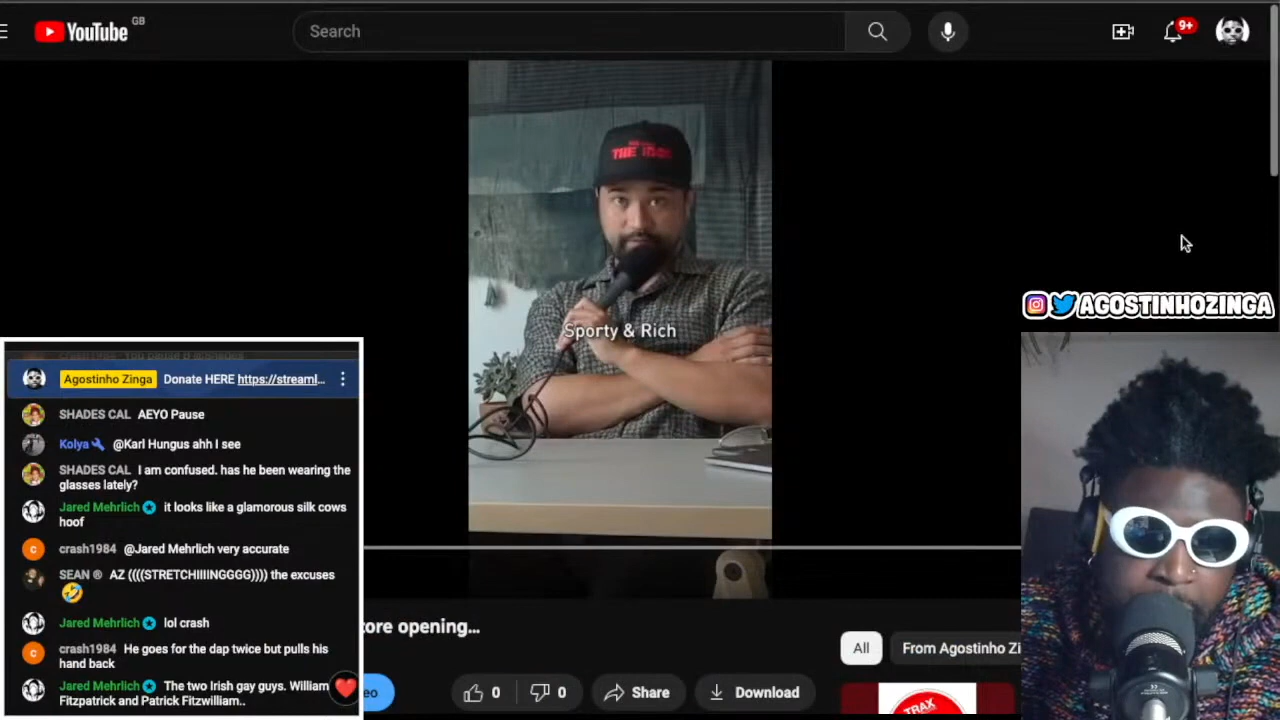 YouTube GB
Search
9+
THE IDOL
Sporty & Rich
AGOSTINHOZINGA
Agostinho Zinga Donate HERE https://streaml...
SHADES CAL AEYO Pause
Kolya @Karl Hungus ahh I see
SHADES CAL I am confused. has he been wearing the
glasses lately?
Jared Mehrlich it looks like a glamorous silk cows
hoof
C crash1984 @Jared Mehrlich very accurate
SEAN ® AZ ((((STRETCHIIIINGGGG)))) the excuses
🤣
Jared Mehrlich lol crash
C crash1984 He goes for the dap twice but pulls his
hand back
Jared Mehrlich The two Irish gay guys. William
Fitzpatrick and Patrick Fitzwilliam..
tore opening...
All
From Agostinho Zi
eo
0
0
Share
Download
TRAX